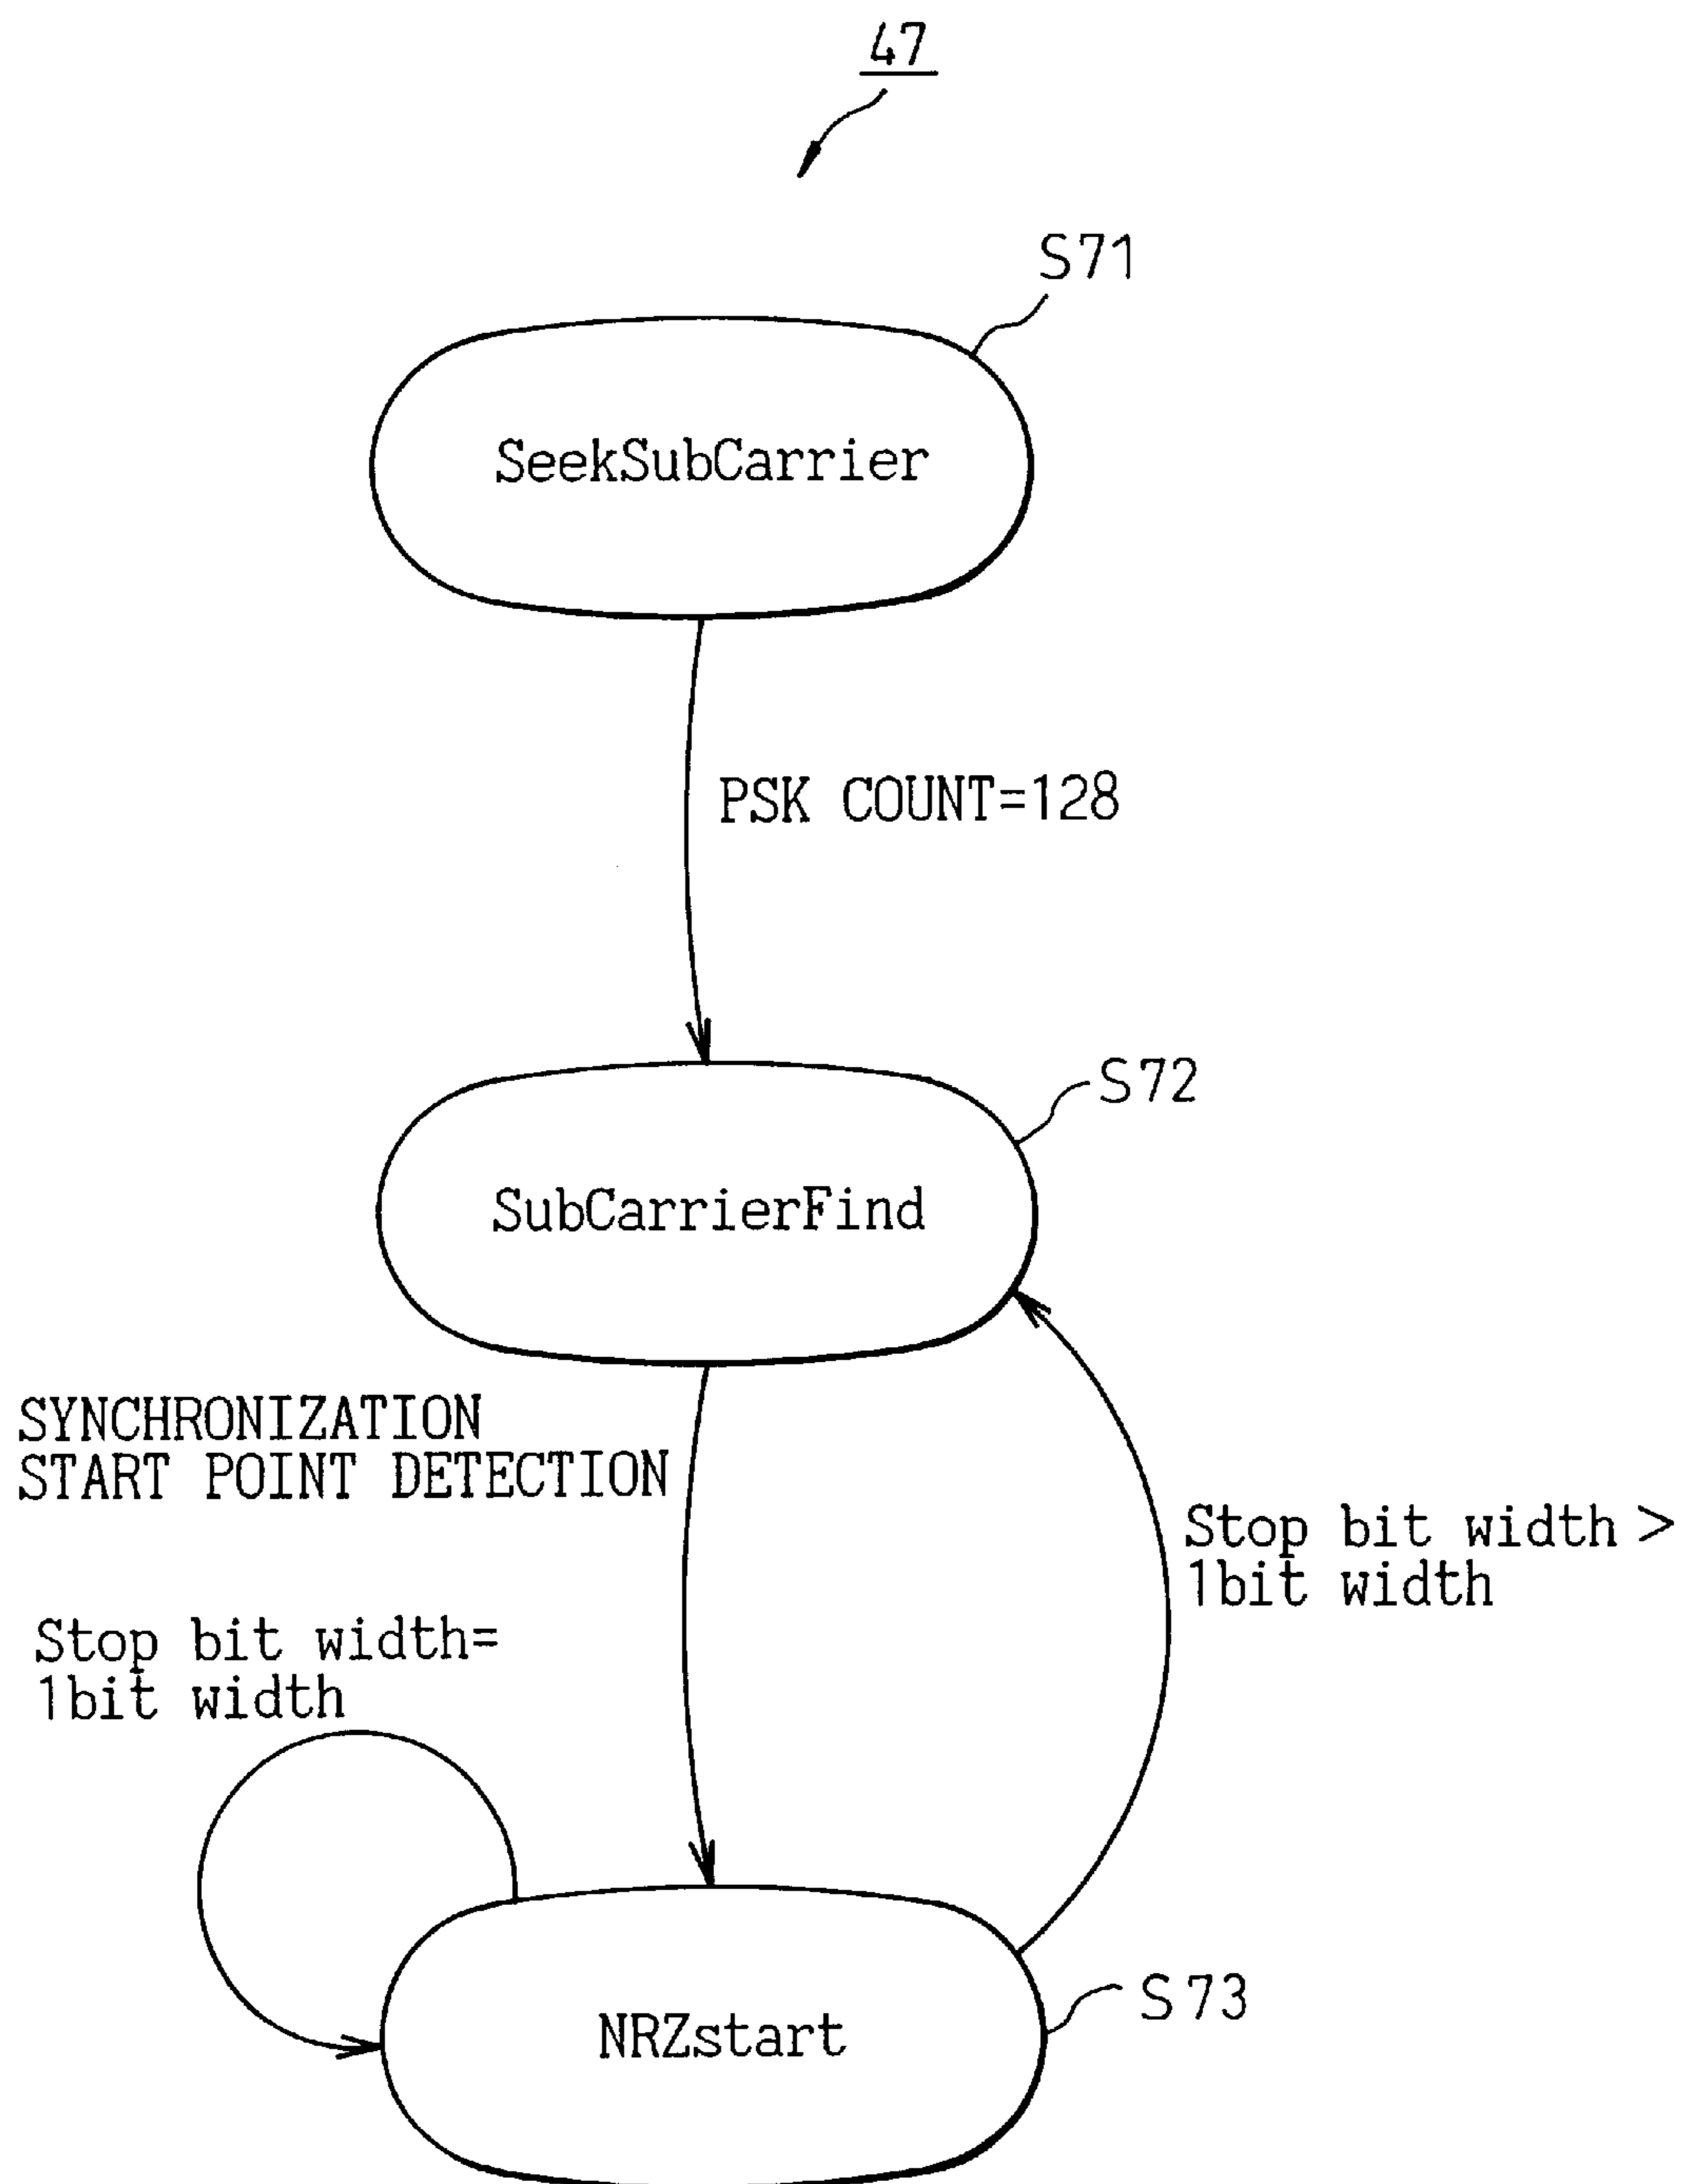 47
S71
SeekSubCarrier
PSK COUNT=128
S72
SubCarrierFind
SYNCHRONIZATION
START POINT DETECTION
Stop bit width >
1bit width
Stop bit width=
1bit width
S73
NRZstart